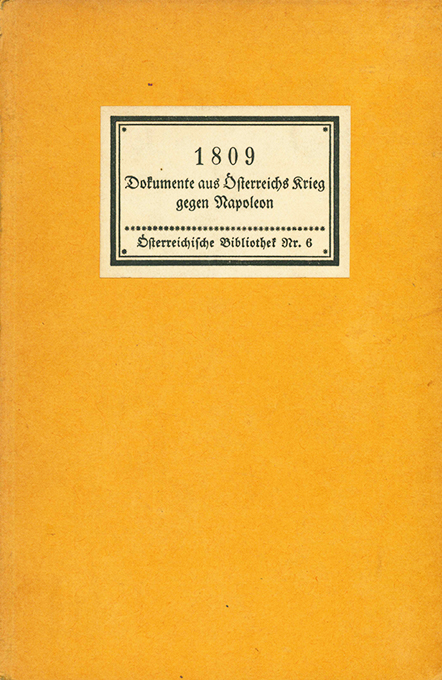 1809
Dokumente aus Österreichs Krieg
gegen Napoleon
Österreichische Bibliothek Nr. 6